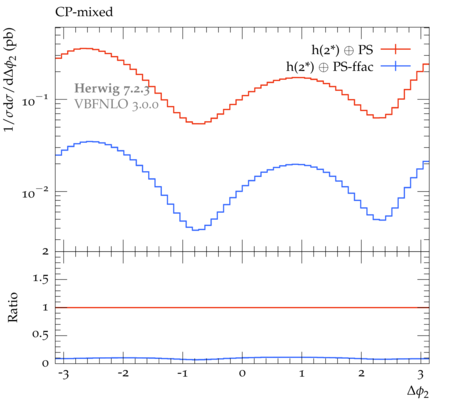 CP-mixed
1/σdσ/dΔϕ₂ (pb)
h(2*) ⊕ PS
h(2*) ⊕ PS-ffac
Herwig 7.2.3
VBFNLO 3.0.0
10⁻¹
10⁻²
2
1.5
1
0.5
0
Ratio
-3 -2 -1 0 1 2 3
Δϕ₂